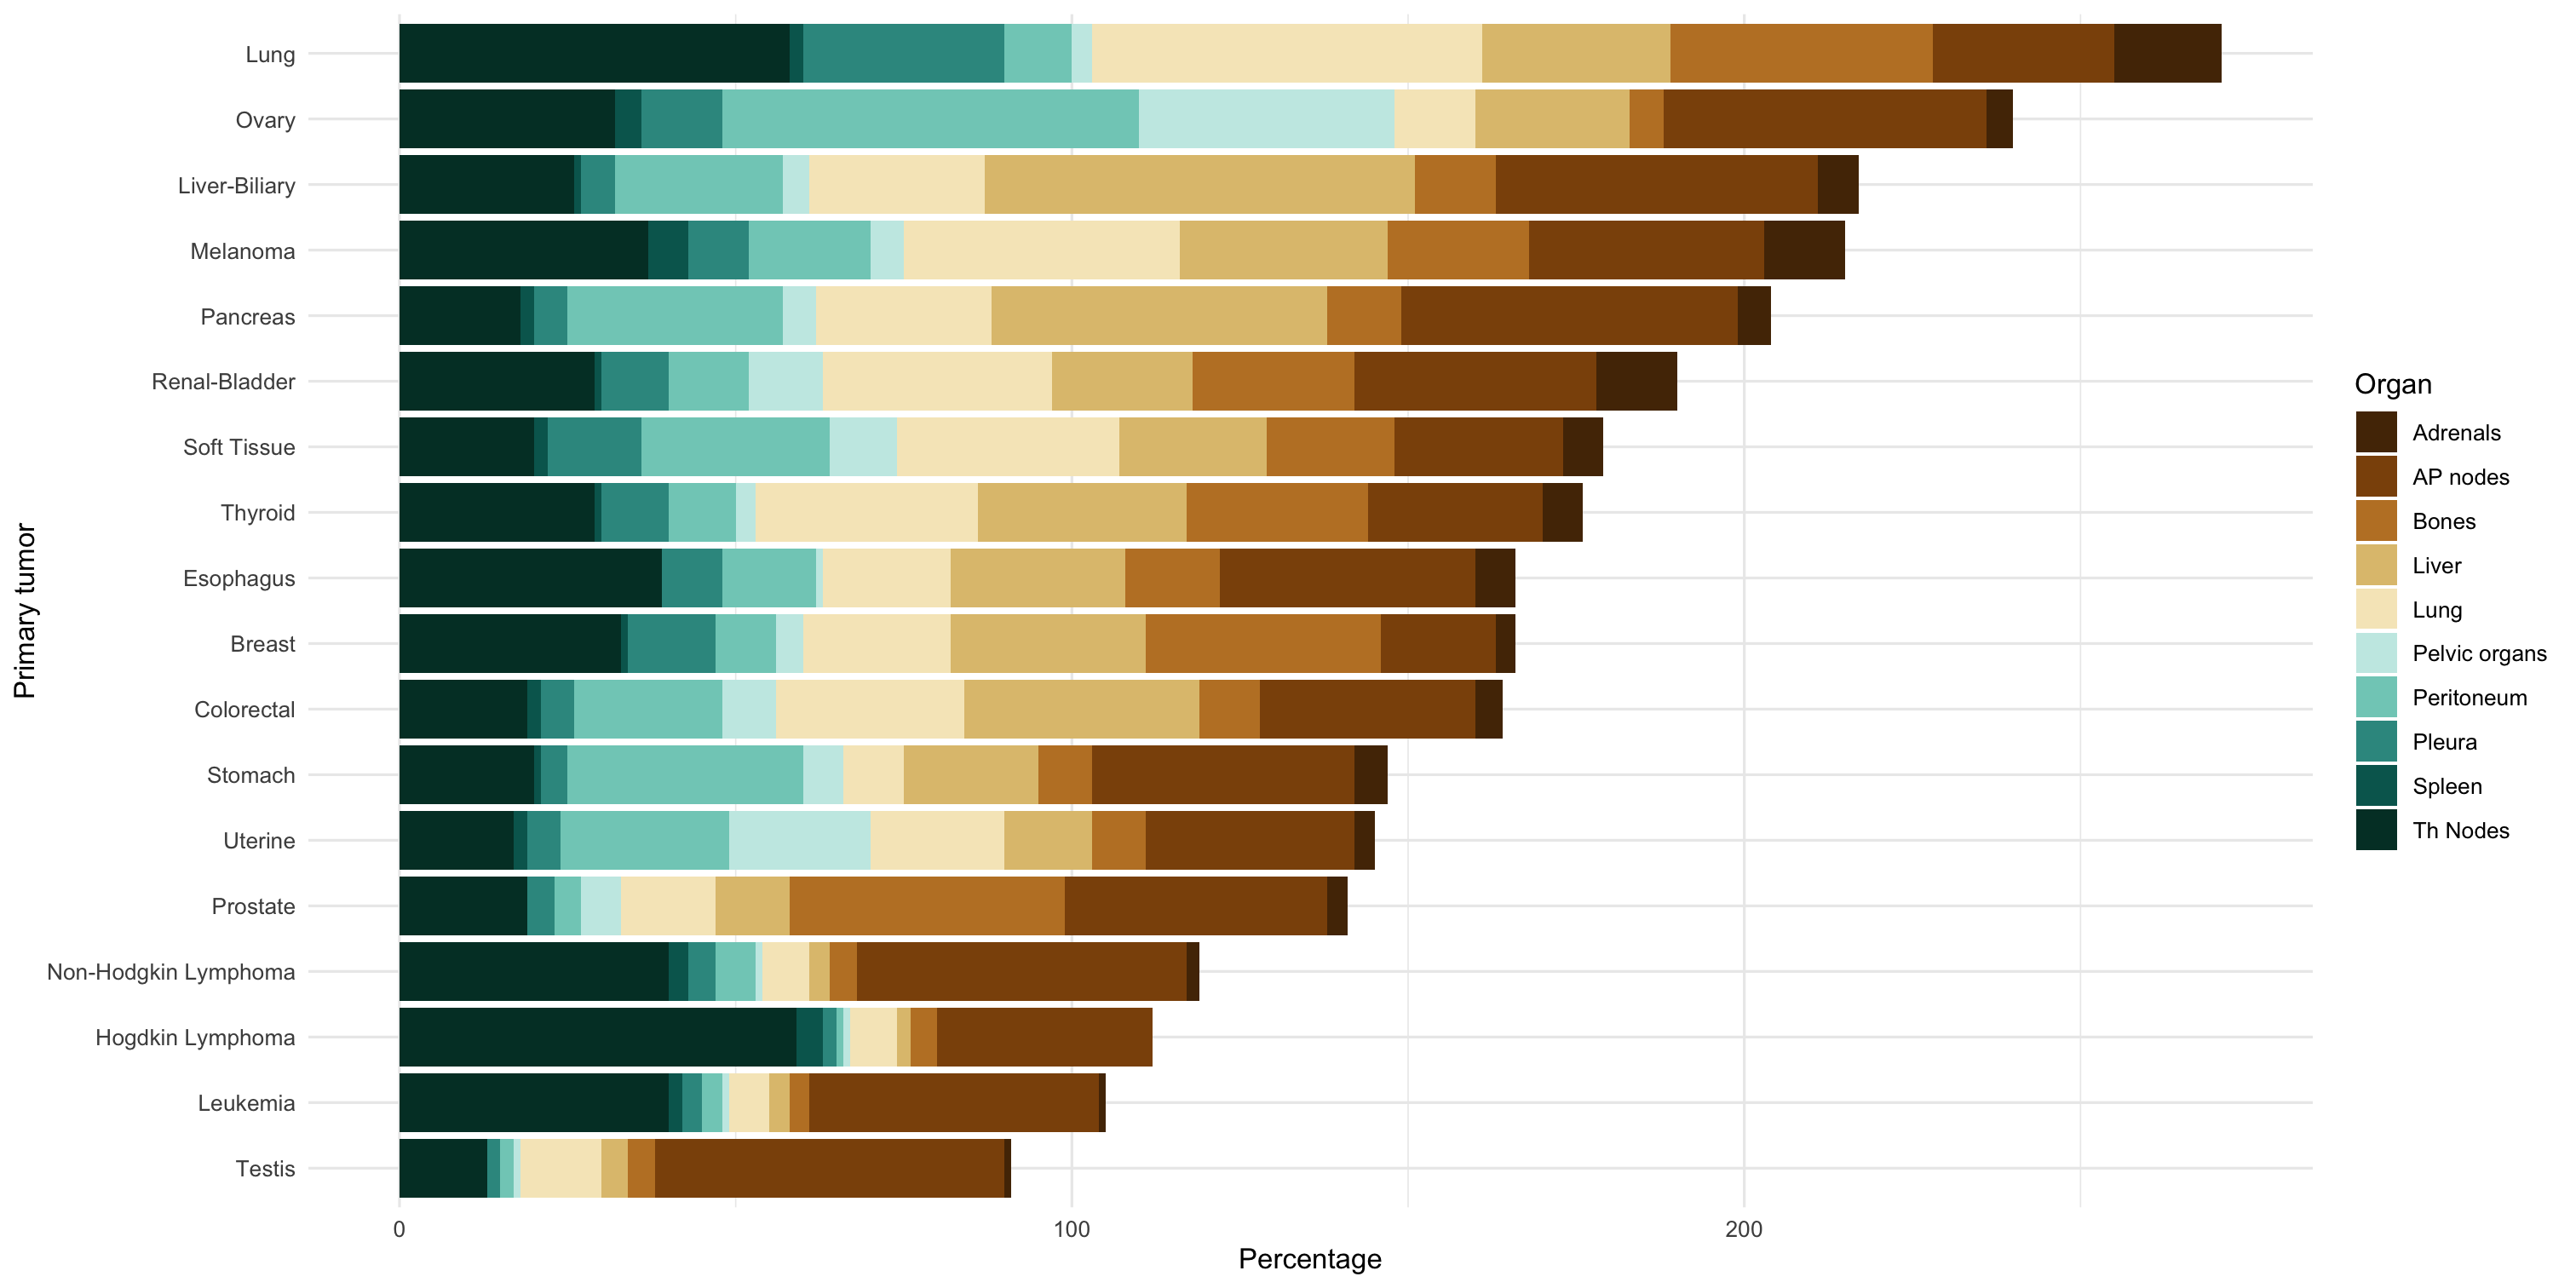 Primary tumor
Lung
Ovary
Liver-Biliary
Melanoma
Pancreas
Renal-Bladder
Soft Tissue
Thyroid
Esophagus
Breast
Colorectal
Stomach
Uterine
Prostate
Non-Hodgkin Lymphoma
Hogdkin Lymphoma
Leukemia
Testis
0
100
200
Percentage
Organ
Adrenals
AP nodes
Bones
Liver
Lung
Pelvic organs
Peritoneum
Pleura
Spleen
Th Nodes